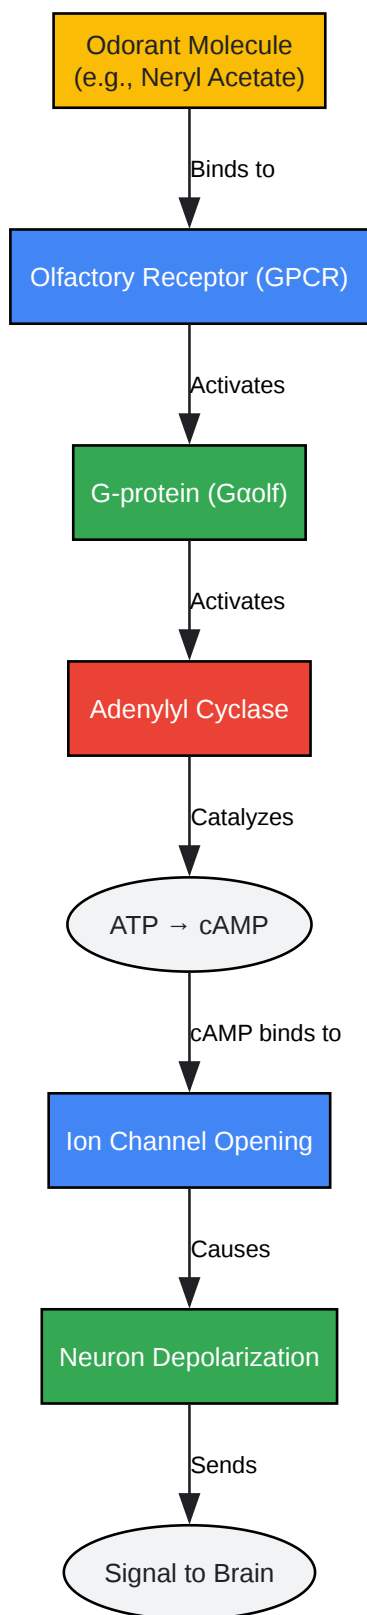 Odorant Molecule
(e.g., Neryl Acetate)
Binds to
Olfactory Receptor (GPCR)
Activates
G-protein (Gαolf)
Activates
Adenylyl Cyclase
Catalyzes
ATP → cAMP
cAMP binds to
Ion Channel Opening
Causes
Neuron Depolarization
Sends
Signal to Brain